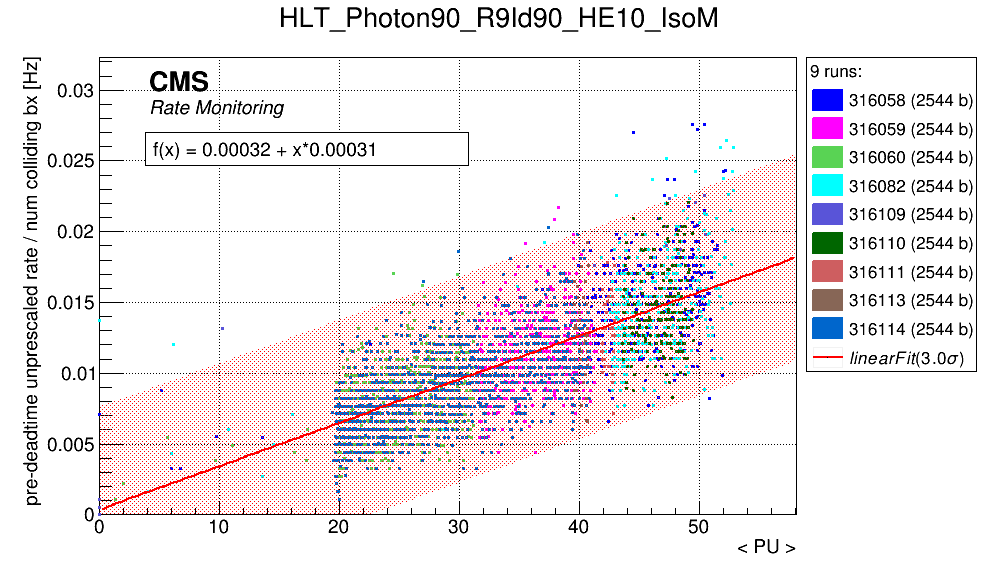 HLT_Photon90_R9Id90_HE10_IsoM
pre-deadtime unprescaled rate / num colliding bx [Hz]
CMS
Rate Monitoring
f(x) = 0.00032 + x*0.00031
0.03
0.025
0.02
0.015
0.01
0.005
0
0 10 20 30 40 50
< PU >
9 runs:
316058 (2544 b)
316059 (2544 b)
316060 (2544 b)
316082 (2544 b)
316109 (2544 b)
316110 (2544 b)
316111 (2544 b)
316113 (2544 b)
316114 (2544 b)
linearFit(3.0σ)